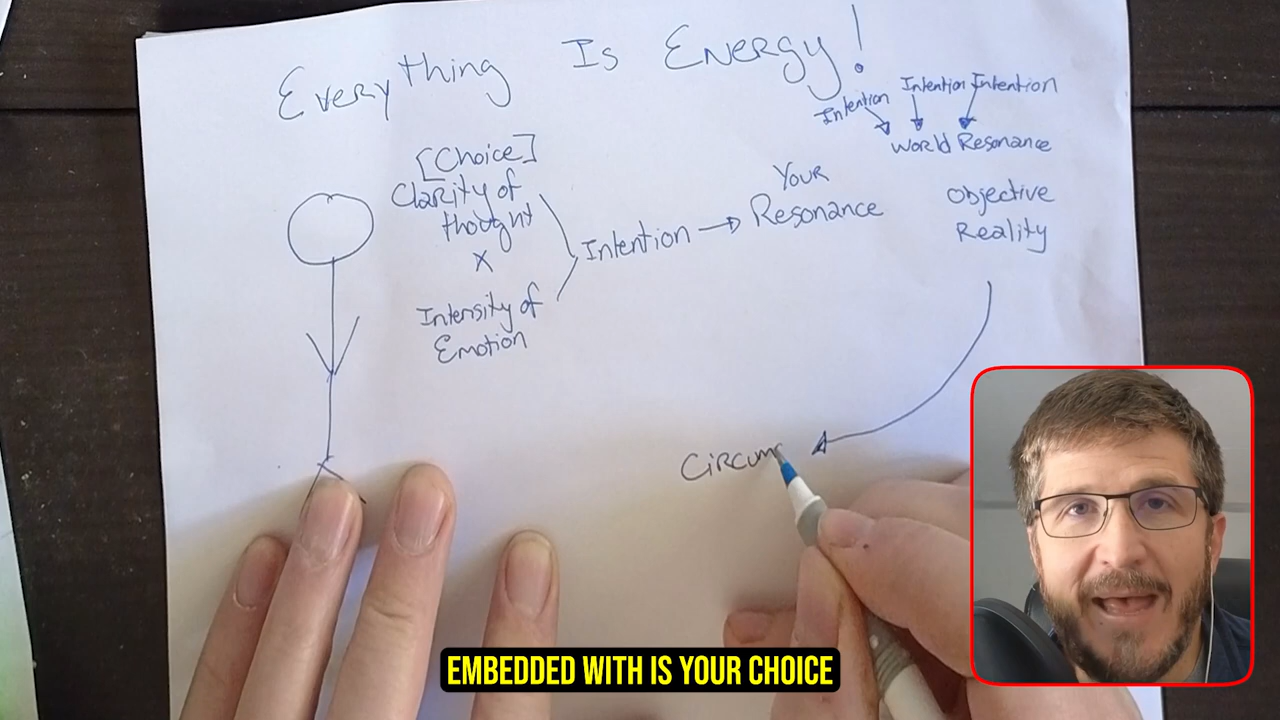 Everything Is Energy!
Intention Intention Intention
World Resonance
[Choice]
Clarity of
thought
x
Intensity of
Emotion
Intention → Your
Resonance
Objective
Reality
Circum
EMBEDDED WITH IS YOUR CHOICE